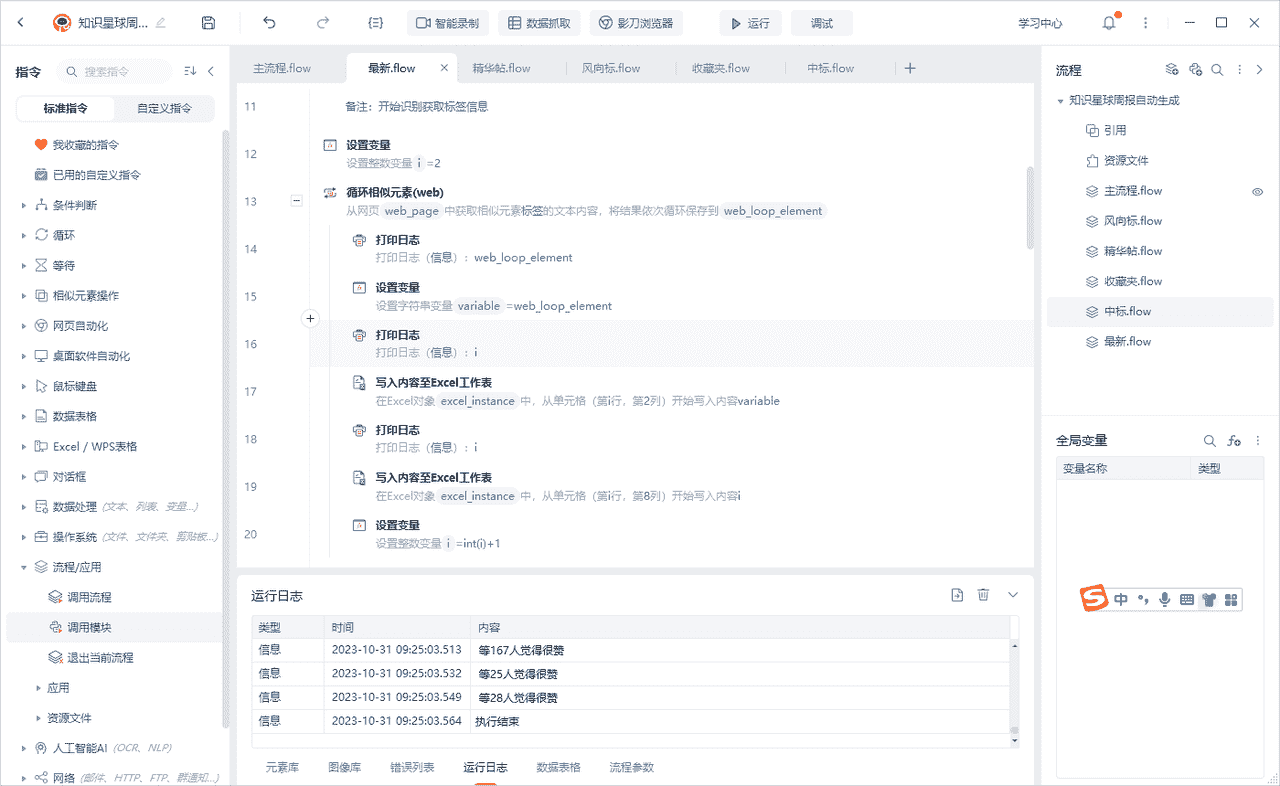 知识星球周...
智能录制
数据抓取
影刀浏览器
运行
调试
学习中心
指令
搜索指令
标准指令
自定义指令
我收藏的指令
已用的自定义指令
条件判断
循环
等待
相似元素操作
网页自动化
桌面软件自动化
鼠标键盘
数据表格
Excel / WPS表格
对话框
数据处理 (文本、列表、变量...)
操作系统 (文件、文件夹、剪贴板...)
流程/应用
调用流程
调用模块
退出当前流程
应用
资源文件
人工智能AI (OCR、NLP)
网络 (邮件、HTTP、FTP、群通知...)
主流程.flow
最新.flow
精华帖.flow
风向标.flow
收藏夹.flow
中标.flow
11
备注：开始识别获取标签信息
12
设置变量
设置整数变量 i =2
13
循环相似元素(web)
从网页 web_page 中获取相似元素标签的文本内容，将结果依次循环保存到 web_loop_element
14
打印日志
打印日志（信息）：web_loop_element
15
设置变量
设置字符串变量 variable =web_loop_element
16
打印日志
打印日志（信息）：i
17
写入内容至Excel工作表
在Excel对象 excel_instance 中，从单元格（第i行，第2列）开始写入内容variable
18
打印日志
打印日志（信息）：i
19
写入内容至Excel工作表
在Excel对象 excel_instance 中，从单元格（第i行，第8列）开始写入内容i
20
设置变量
设置整数变量 i =int(i)+1
运行日志
类型 时间 内容
信息 2023-10-31 09:25:03.513 等167人觉得很赞
信息 2023-10-31 09:25:03.532 等25人觉得很赞
信息 2023-10-31 09:25:03.549 等28人觉得很赞
信息 2023-10-31 09:25:03.564 执行结束
元素库
图像库
错误列表
运行日志
数据表格
流程参数
流程
知识星球周报自动生成
引用
资源文件
主流程.flow
风向标.flow
精华帖.flow
收藏夹.flow
中标.flow
最新.flow
全局变量
变量名称 类型
S 中